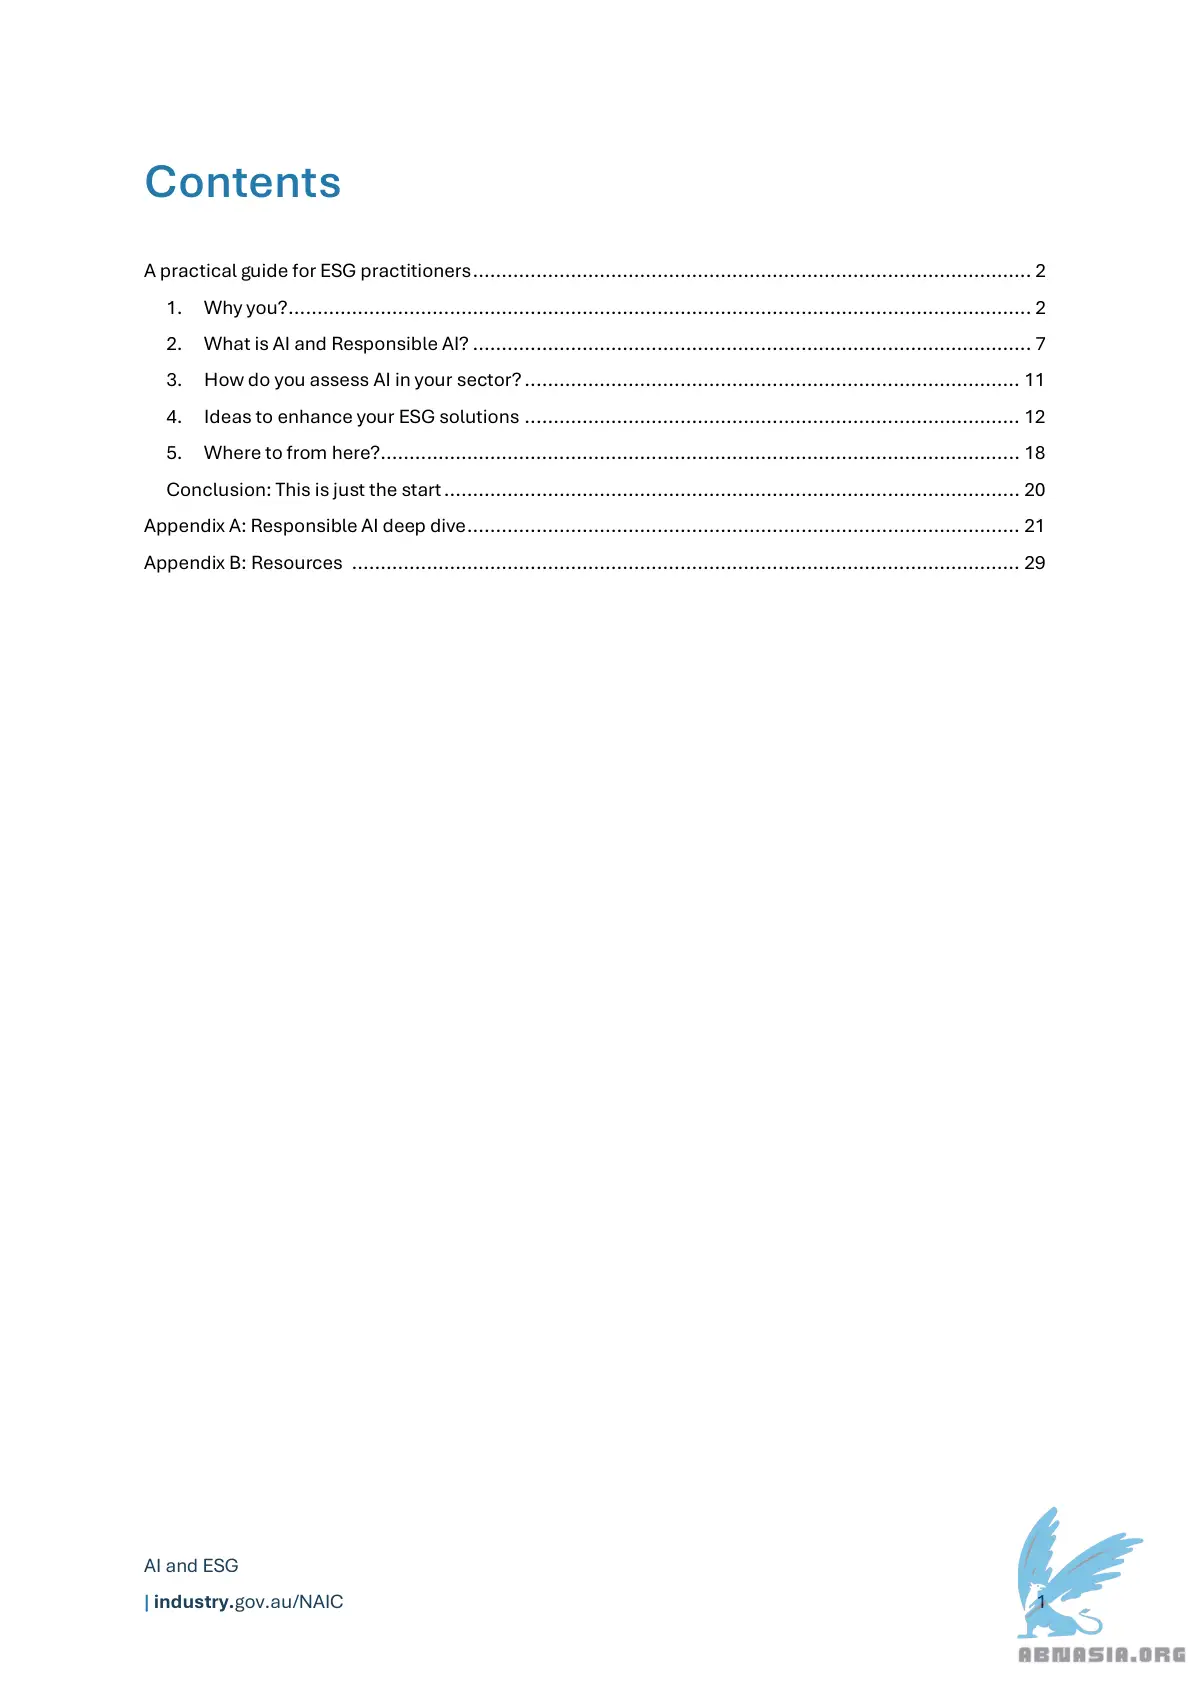 Contents
A practical guide for ESG practitioners................................................................................................. 2
1. Why you?................................................................................................................................. 2
2. What is AI and Responsible AI? ................................................................................................. 7
3. How do you assess AI in your sector? ...................................................................................... 11
4. Ideas to enhance your ESG solutions ...................................................................................... 12
5. Where to from here?............................................................................................................... 18
Conclusion: This is just the start .................................................................................................... 20
Appendix A: Responsible AI deep dive................................................................................................ 21
Appendix B: Resources .................................................................................................................... 29
AI and ESG
| industry.gov.au/NAIC 1
ABNASIA.ORG